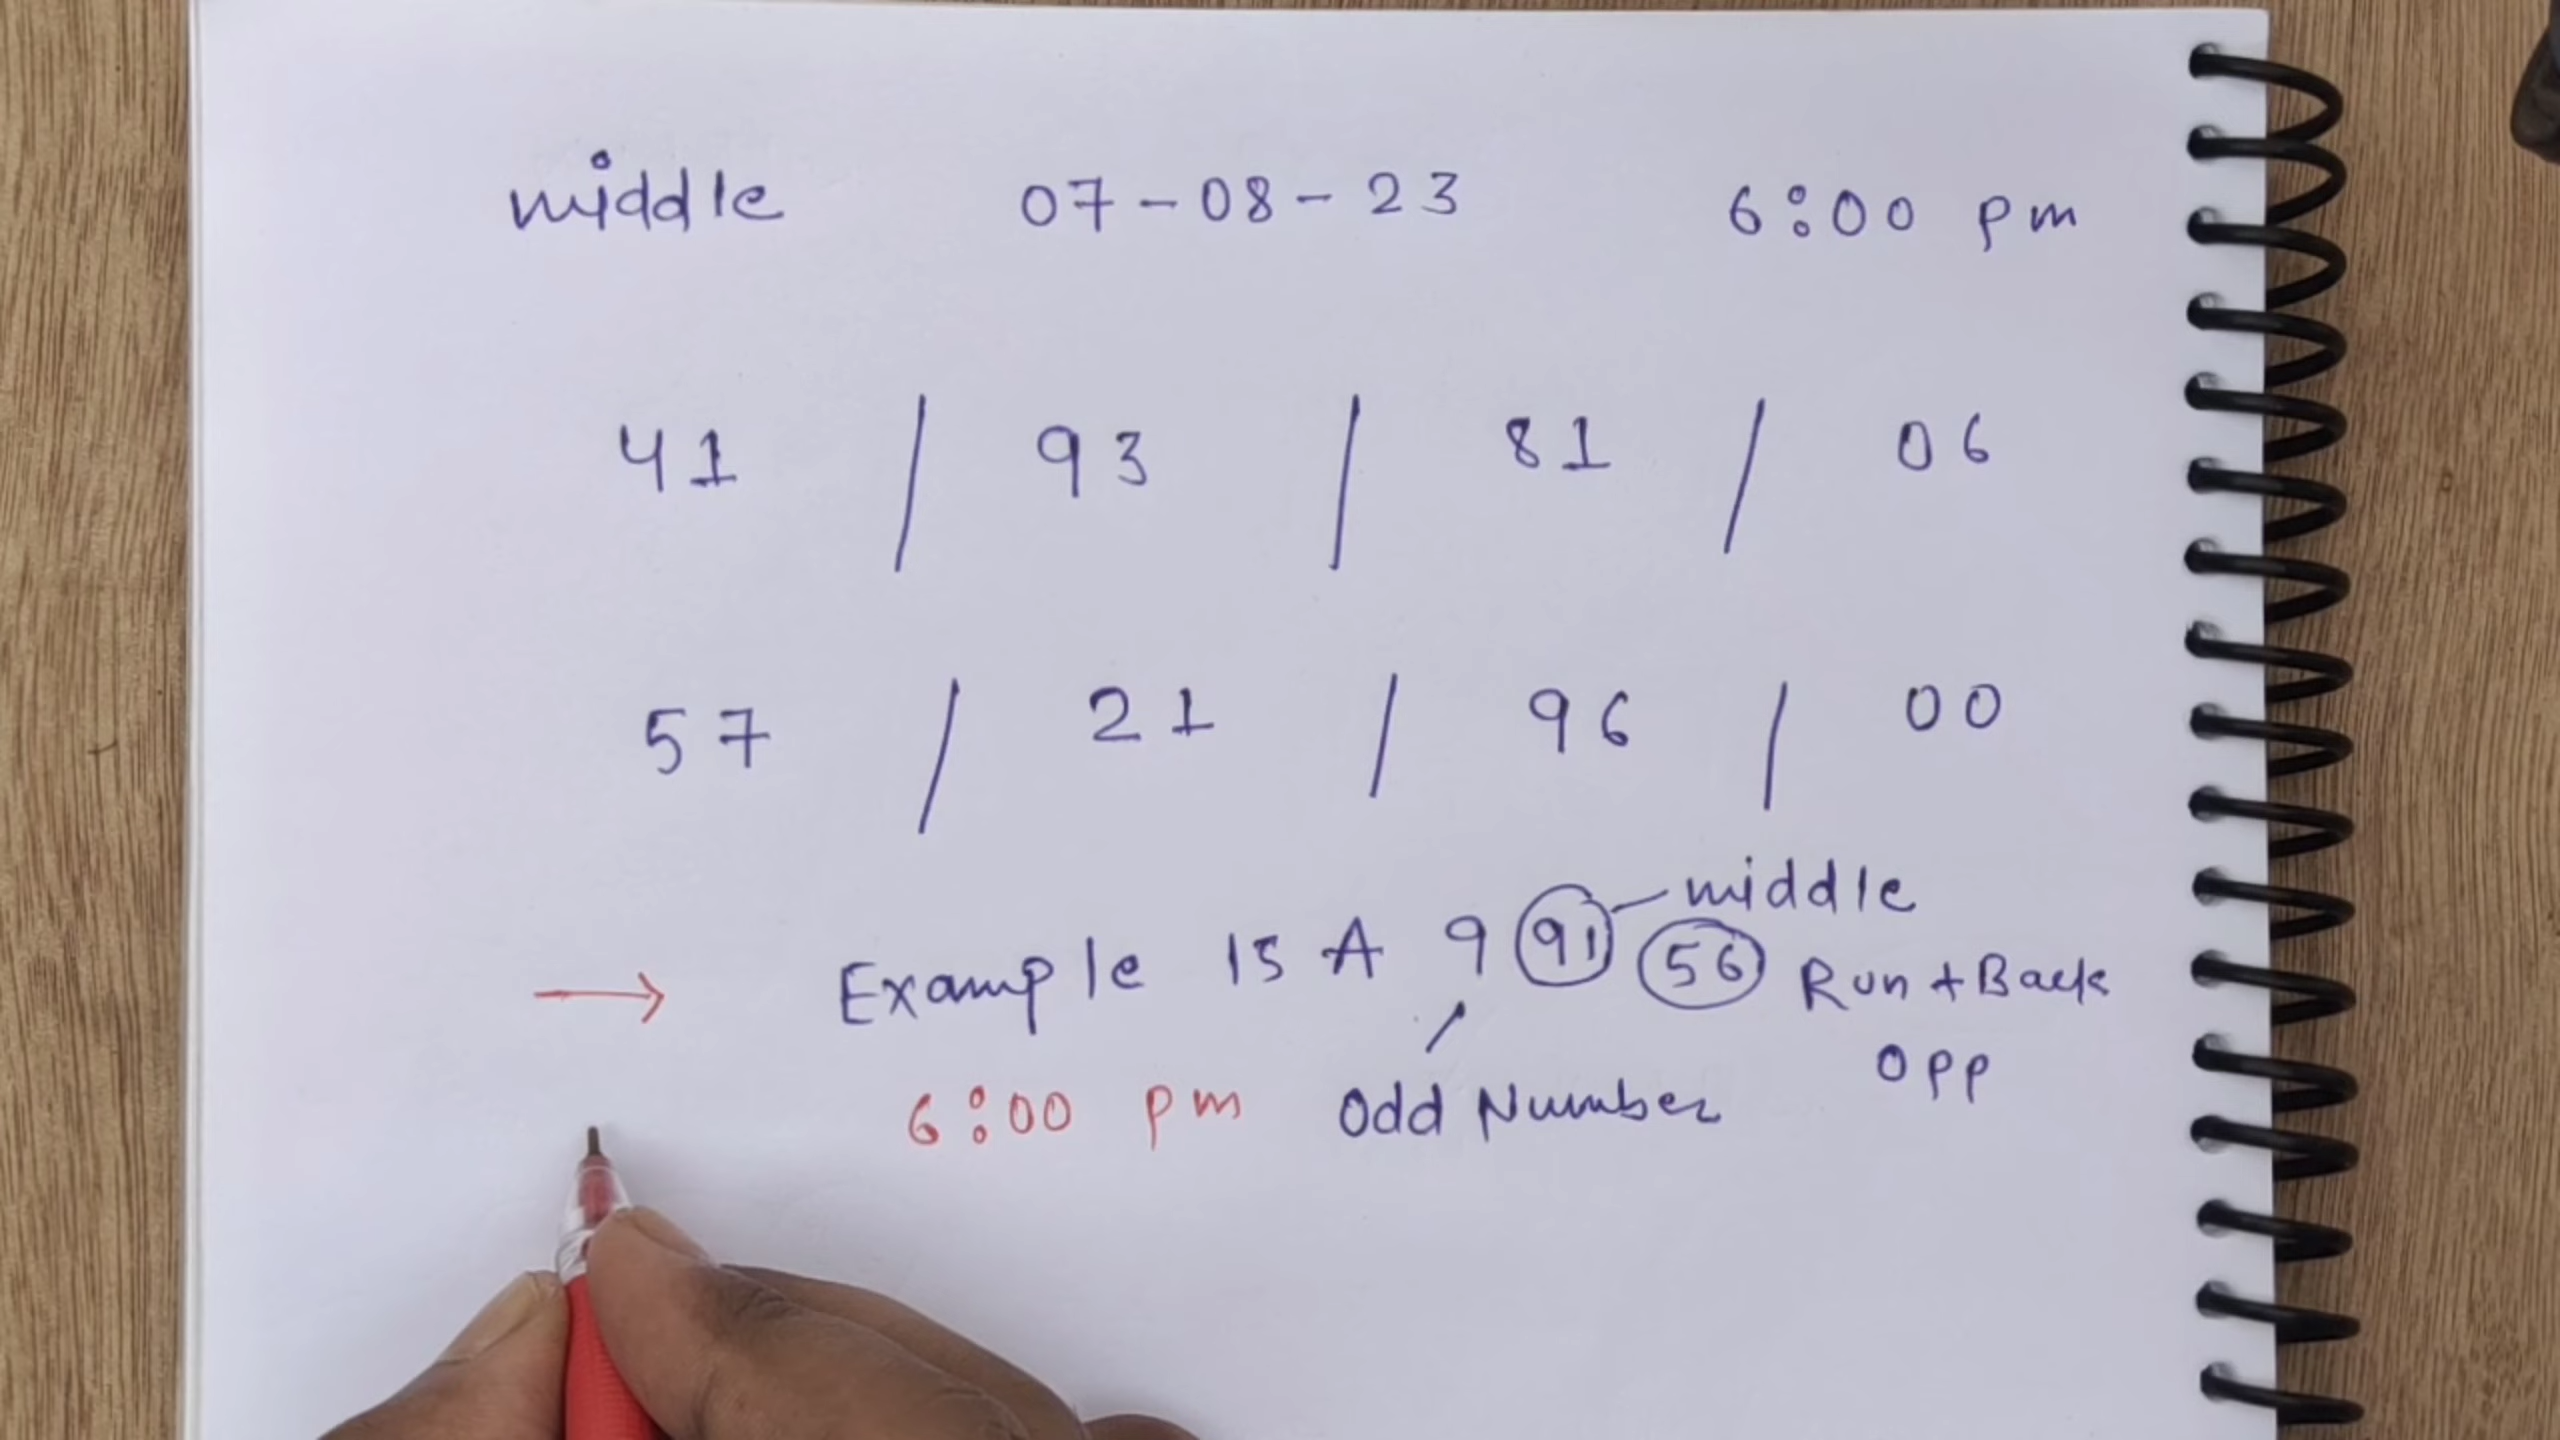 middle 07-08-23 6:00 pm
41 / 93 / 81 / 06
57 / 21 / 96 / 00
middle
Example Is A 9 91 56 Run + Back
opp
6:00 pm Odd Number